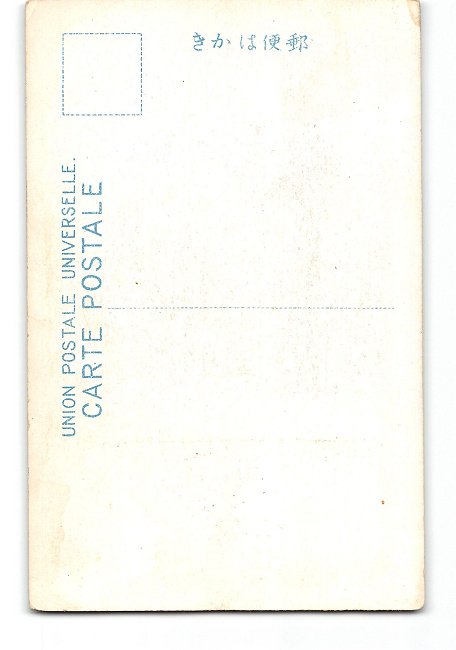 郵便はかき
UNION POSTALE UNIVERSELLE.
CARTE POSTALE